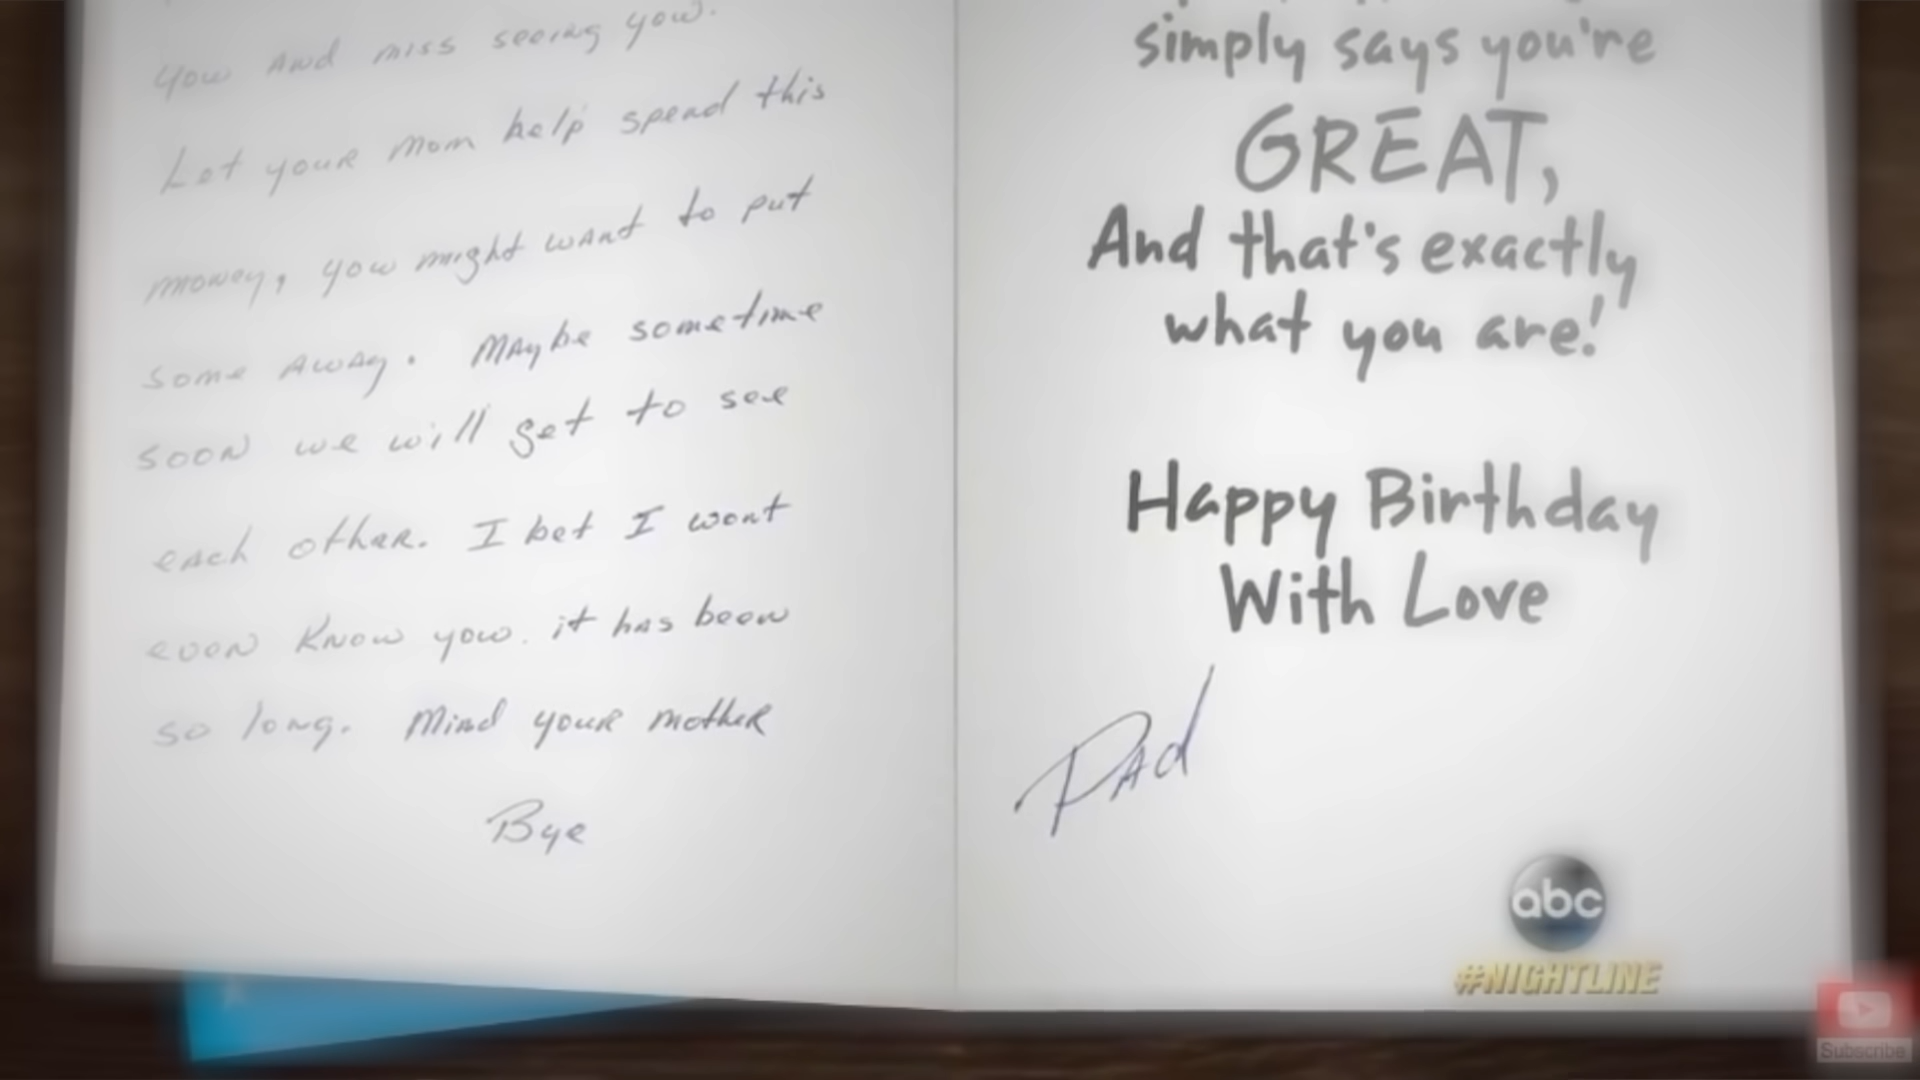 you and miss seeing you.
Let your mom help spend this
money, you might want to put
some away. Maybe sometime
soon we will get to see
each other. I bet I wont
even know you. it has been
so long. Mind your mother
Bye
simply says you're
GREAT,
And that's exactly
what you are!
Happy Birthday
With Love
Dad
abc
#NIGHTLINE
Subscribe